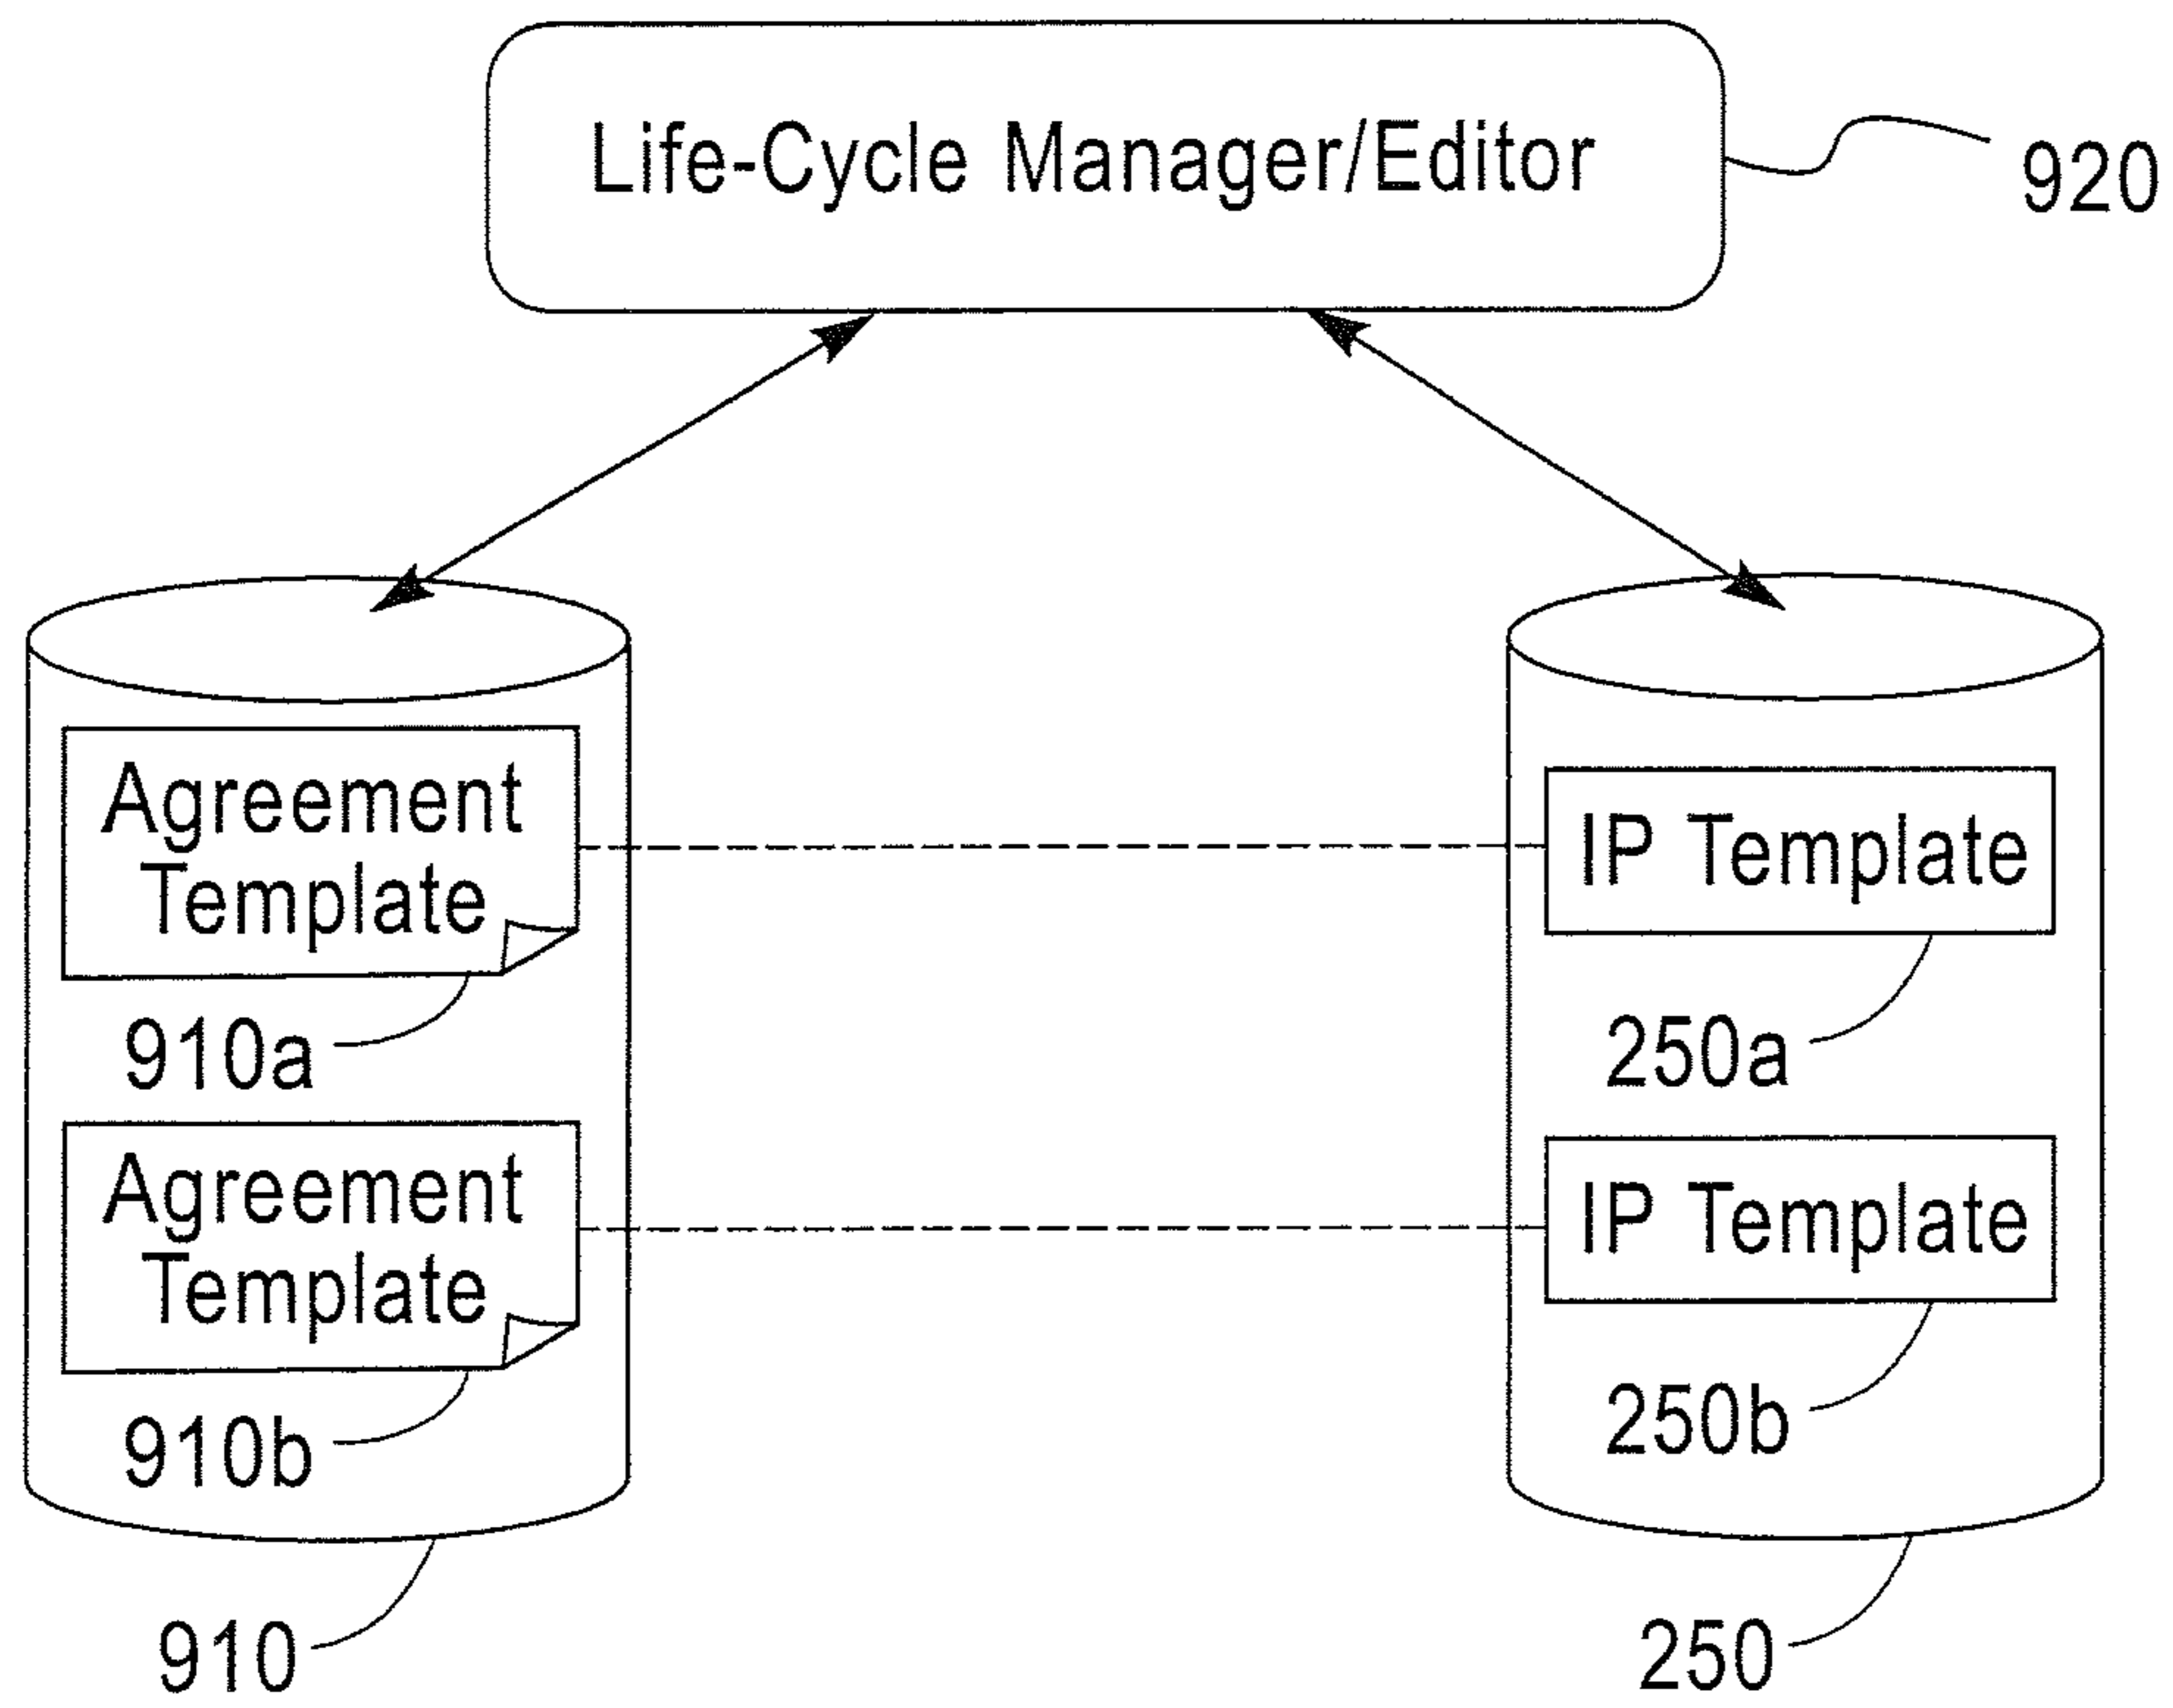 Life-Cycle Manager/Editor
920
Agreement
Template
910a
Agreement
Template
910b
910
IP Template
250a
IP Template
250b
250